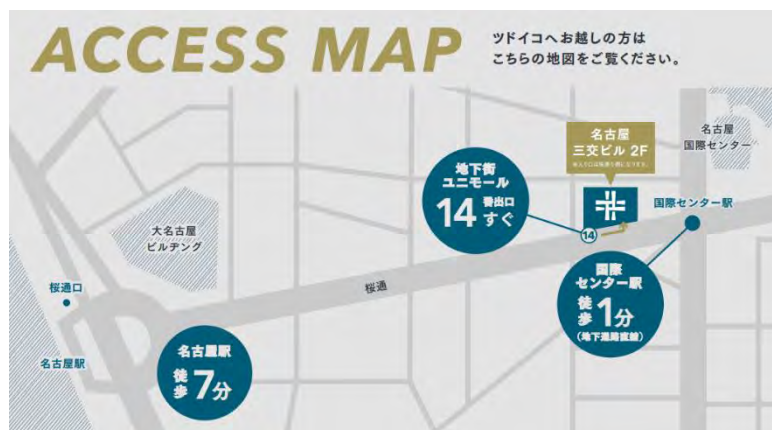 ACCESS MAP
ツドイコへお越しの方は
こちらの地図をご覧ください。
名古屋
三交ビル 2F
名古屋
国際センター
地下街
ユニモール
14 番出口
すぐ
14
国際センター駅
大名古屋
ビルヂング
国際
センター駅
徒歩 1分
(地下通路直結)
桜通口
桜通
名古屋駅
名古屋駅
徒歩 7分